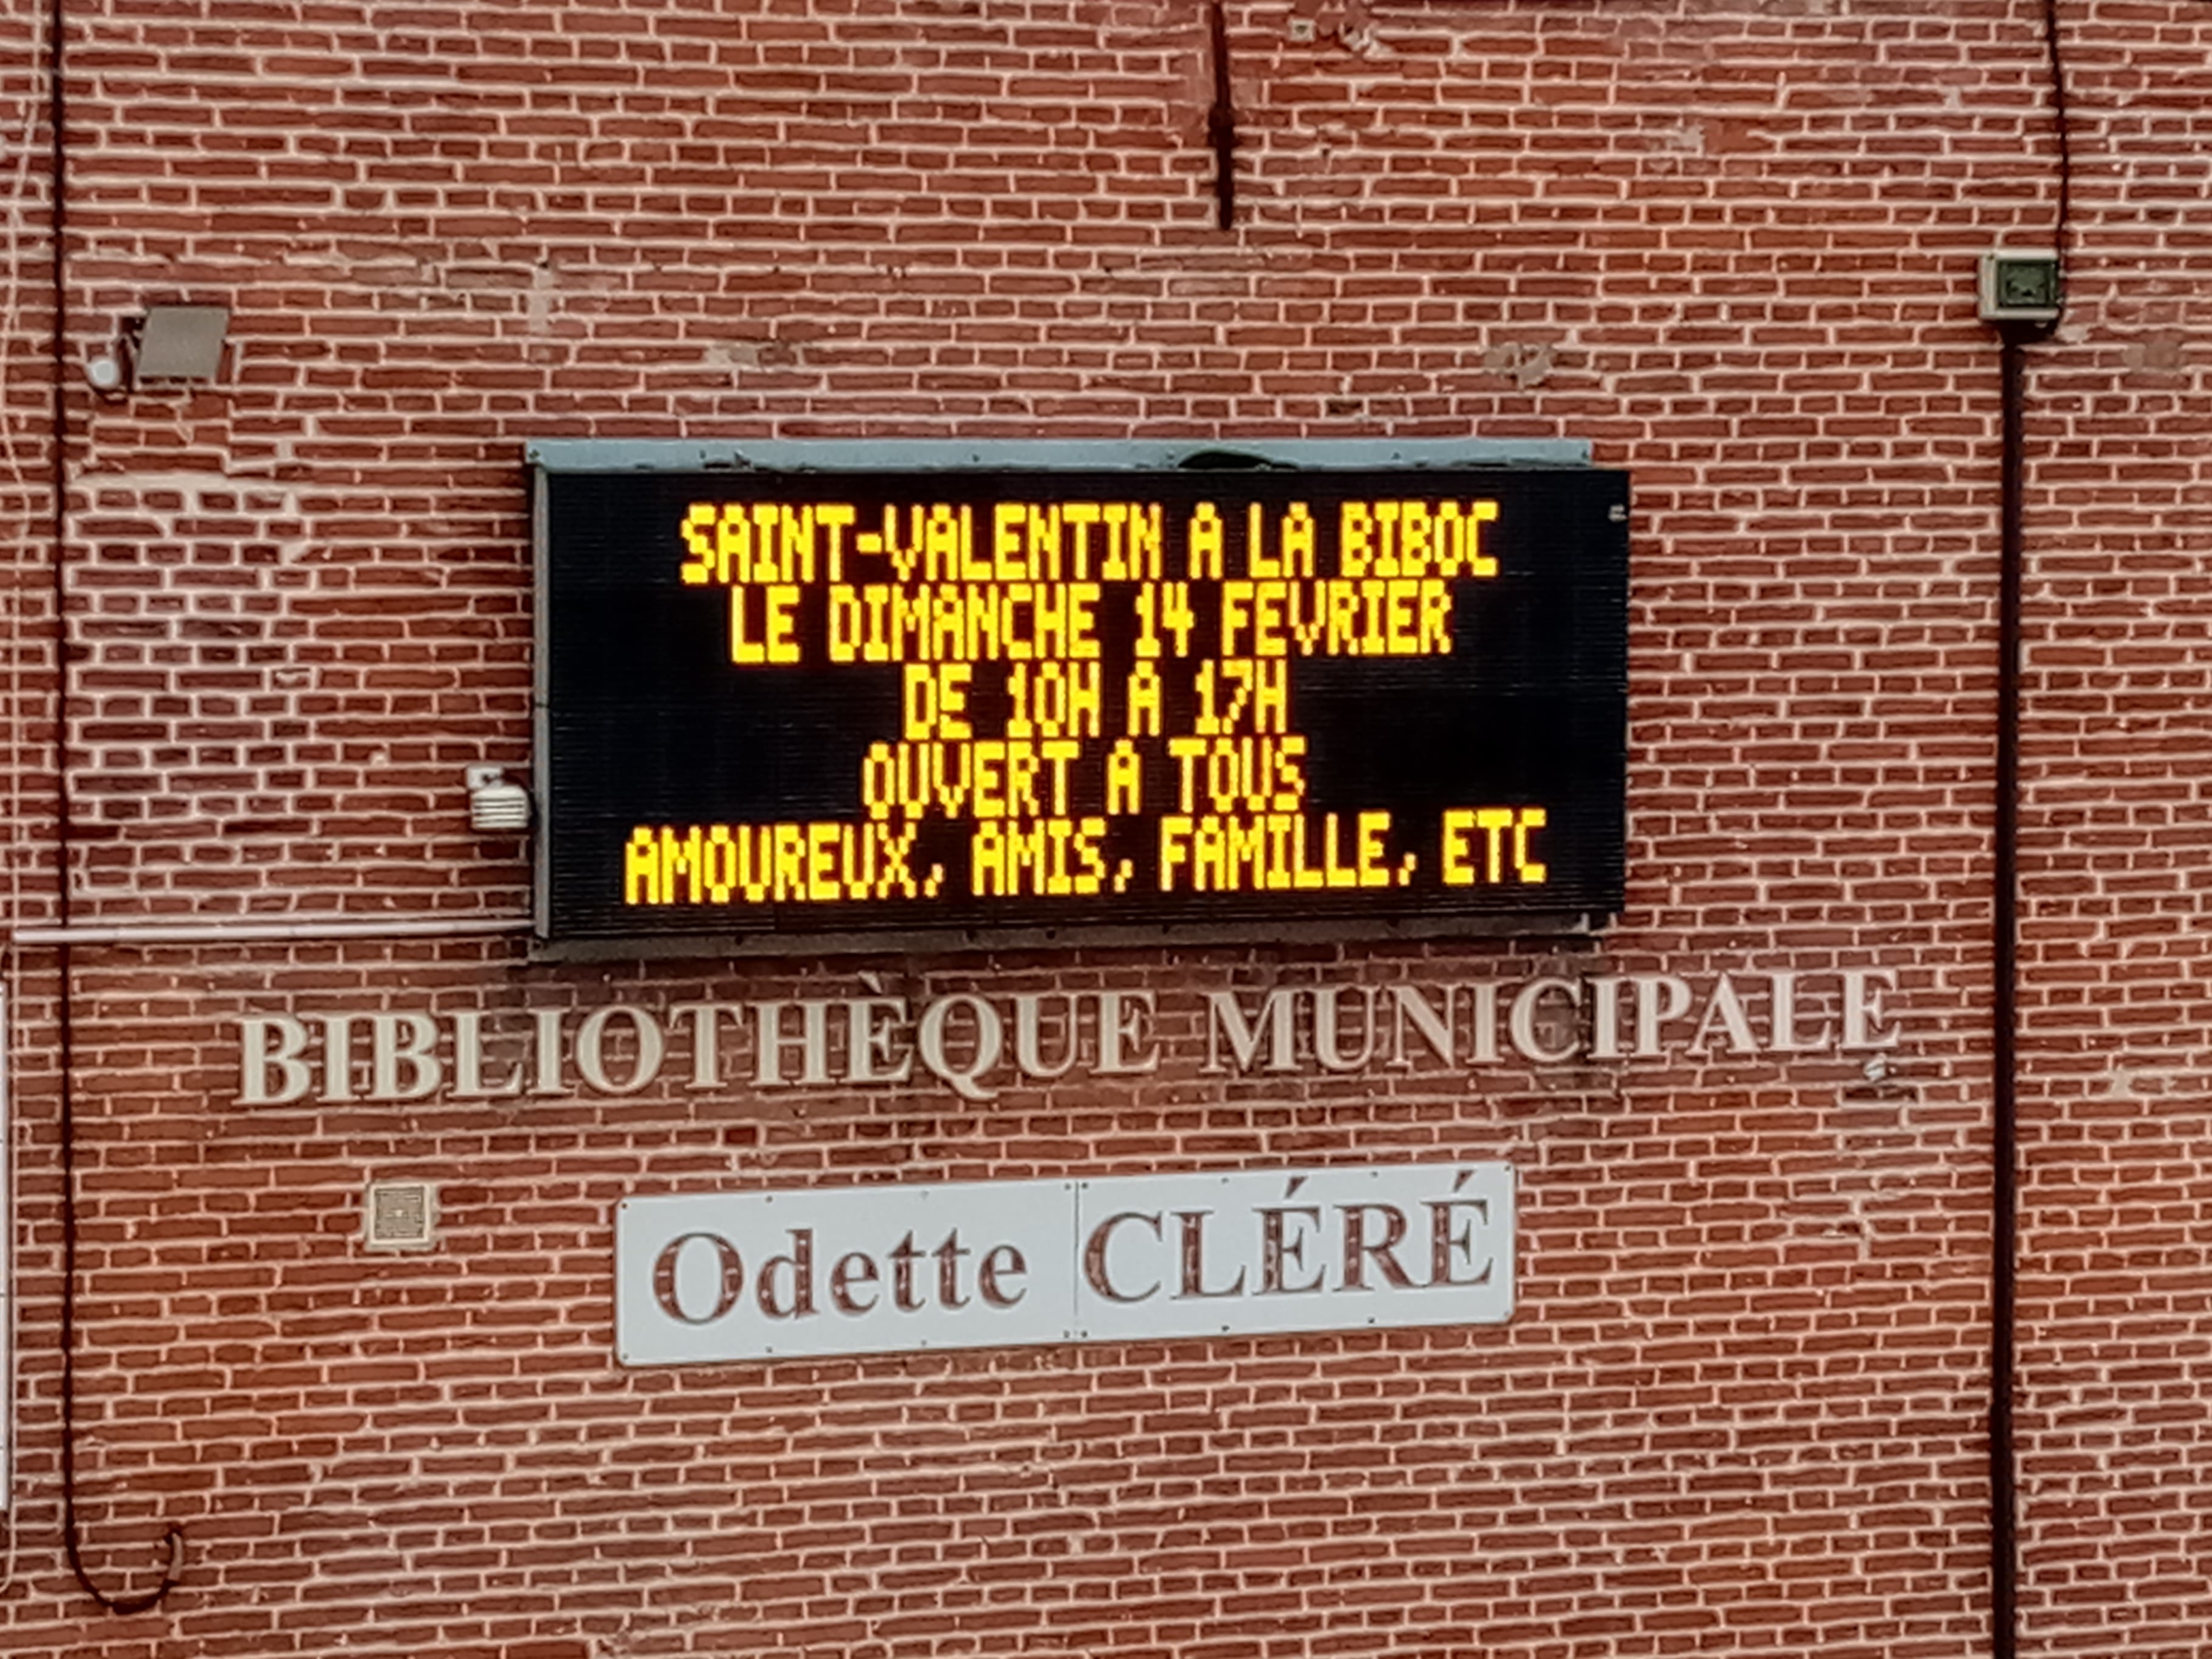 SAINT-VALENTIN A LA BIBOC
LE DIMANCHE 14 FEVRIER
DE 10H A 17H
OUVERT A TOUS
AMOUREUX, AMIS, FAMILLE, ETC
BIBLIOTHÈQUE MUNICIPALE
Odette CLÉRÉ